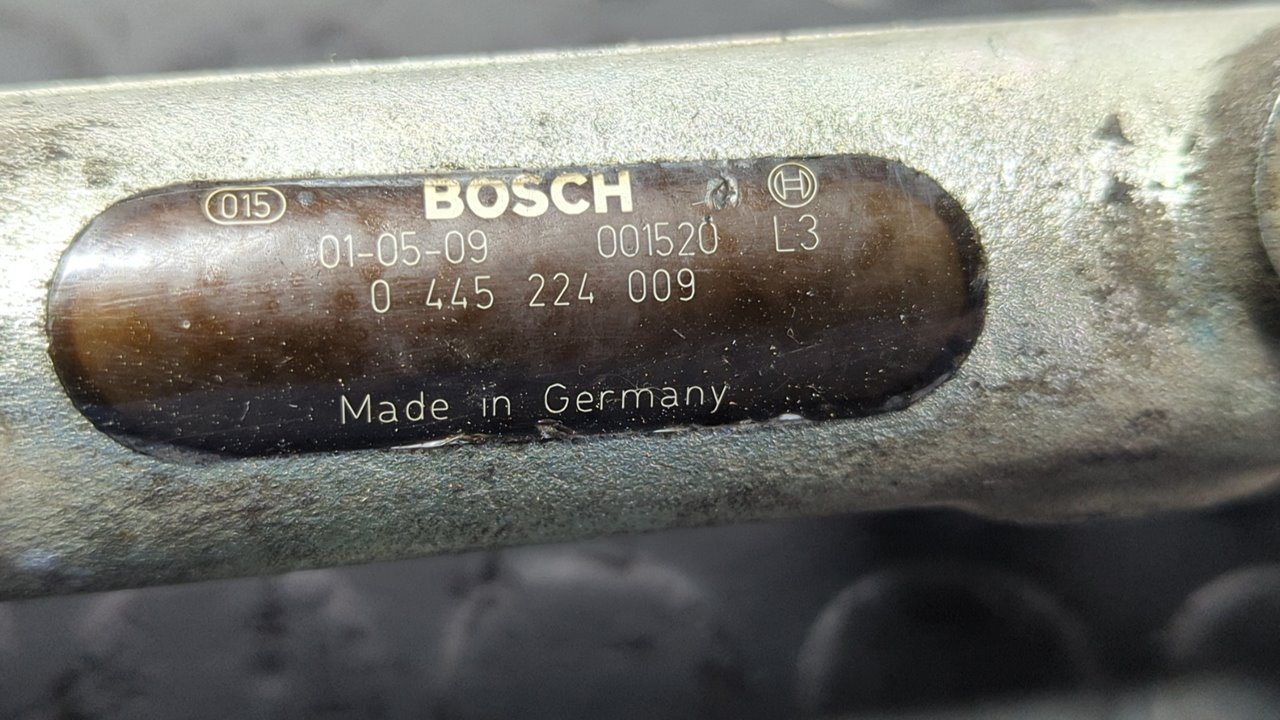 015 BOSCH H
01-05-09 001520 L3
0 445 224 009
Made in Germany